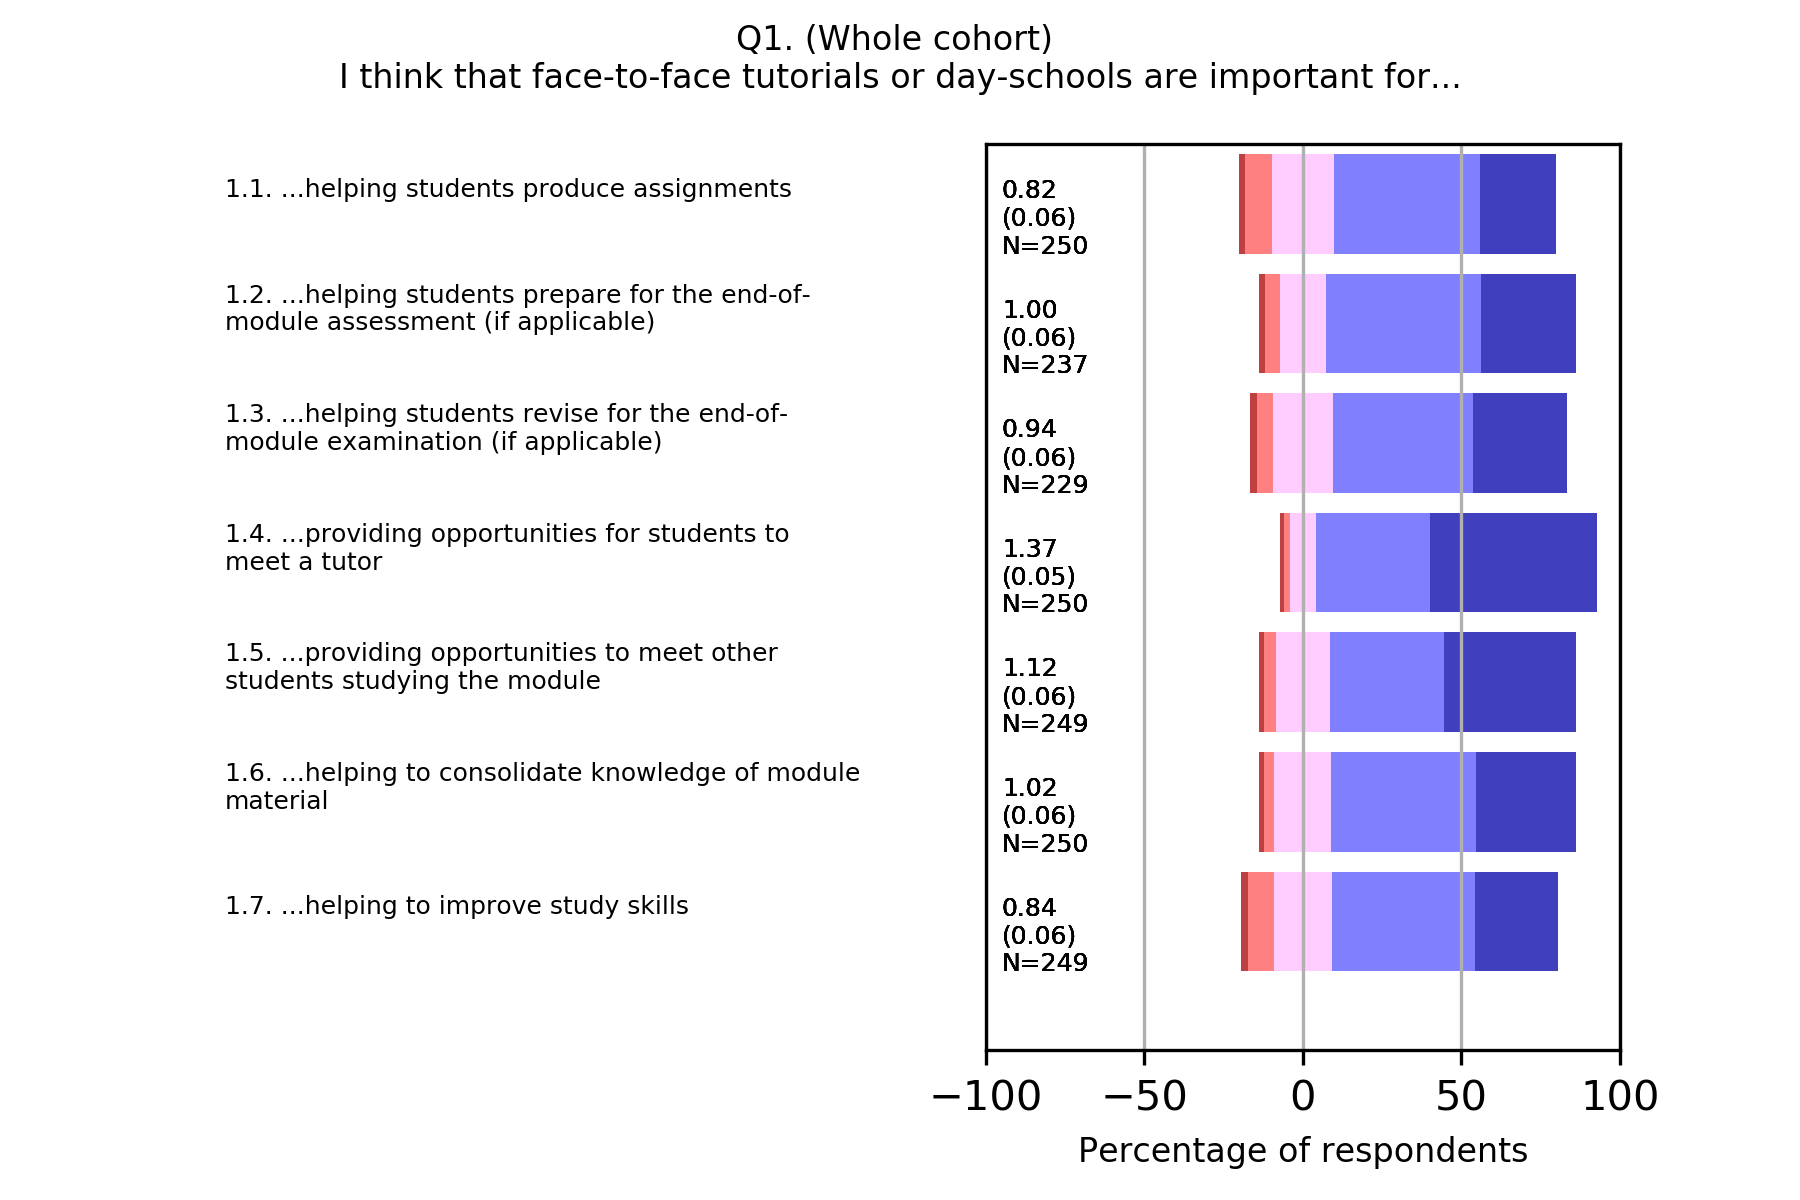 Q1. (Whole cohort)
I think that face-to-face tutorials or day-schools are important for...
1.1. ...helping students produce assignments
0.82
(0.06)
N=250
1.2. ...helping students prepare for the end-of-
module assessment (if applicable)
1.00
(0.06)
N=237
1.3. ...helping students revise for the end-of-
module examination (if applicable)
0.94
(0.06)
N=229
1.4. ...providing opportunities for students to
meet a tutor
1.37
(0.05)
N=250
1.5. ...providing opportunities to meet other
students studying the module
1.12
(0.06)
N=249
1.6. ...helping to consolidate knowledge of module
material
1.02
(0.06)
N=250
1.7. ...helping to improve study skills
0.84
(0.06)
N=249
−100 −50 0 50 100
Percentage of respondents